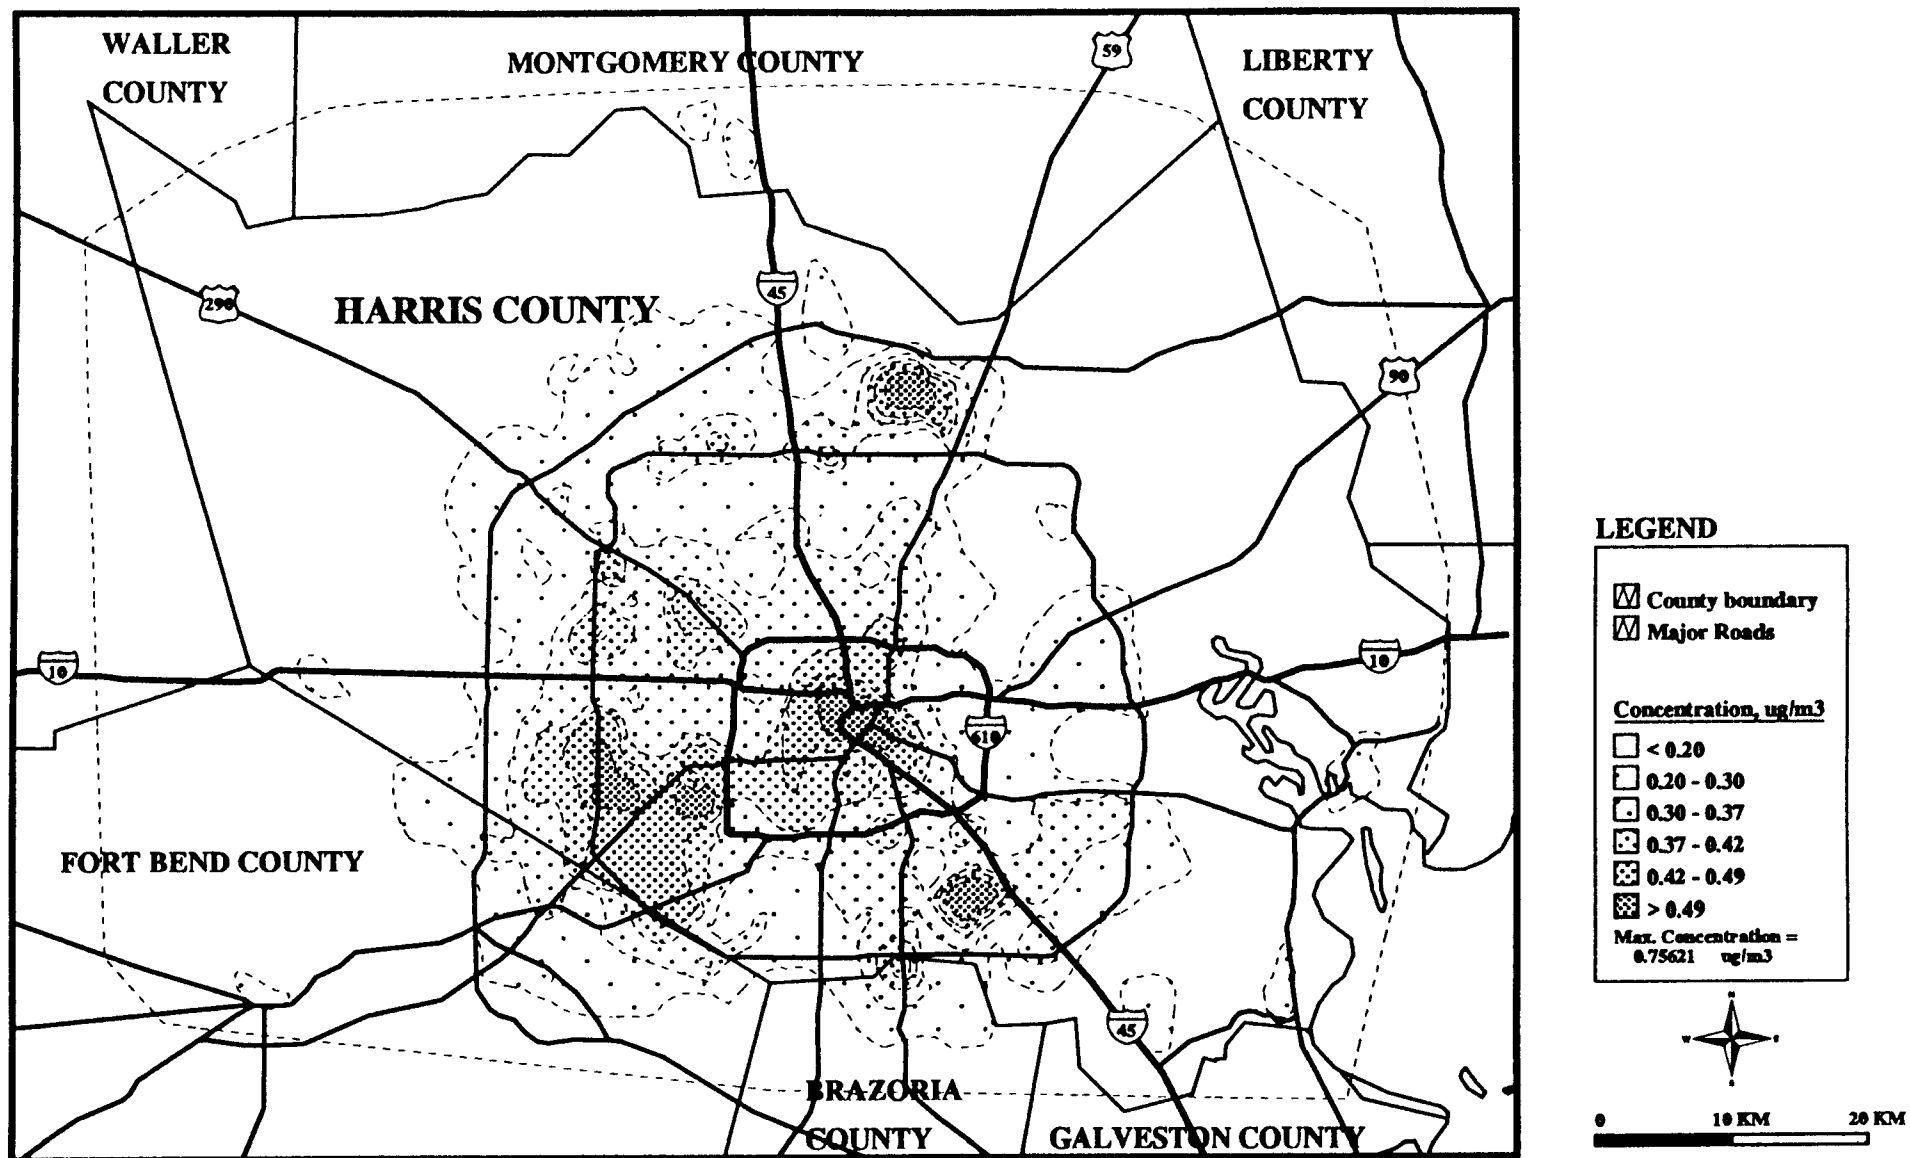 WALLER
COUNTY
MONTGOMERY COUNTY
59
LIBERTY
COUNTY
290
HARRIS COUNTY
45
90
10
10
610
FORT BEND COUNTY
45
BRAZORIA
COUNTY
GALVESTON COUNTY
LEGEND
County boundary
Major Roads
Concentration, ug/m3
< 0.20
0.20 - 0.30
0.30 - 0.37
0.37 - 0.42
0.42 - 0.49
> 0.49
Max. Concentration =
0.75621 ug/m3
0 10 KM 20 KM